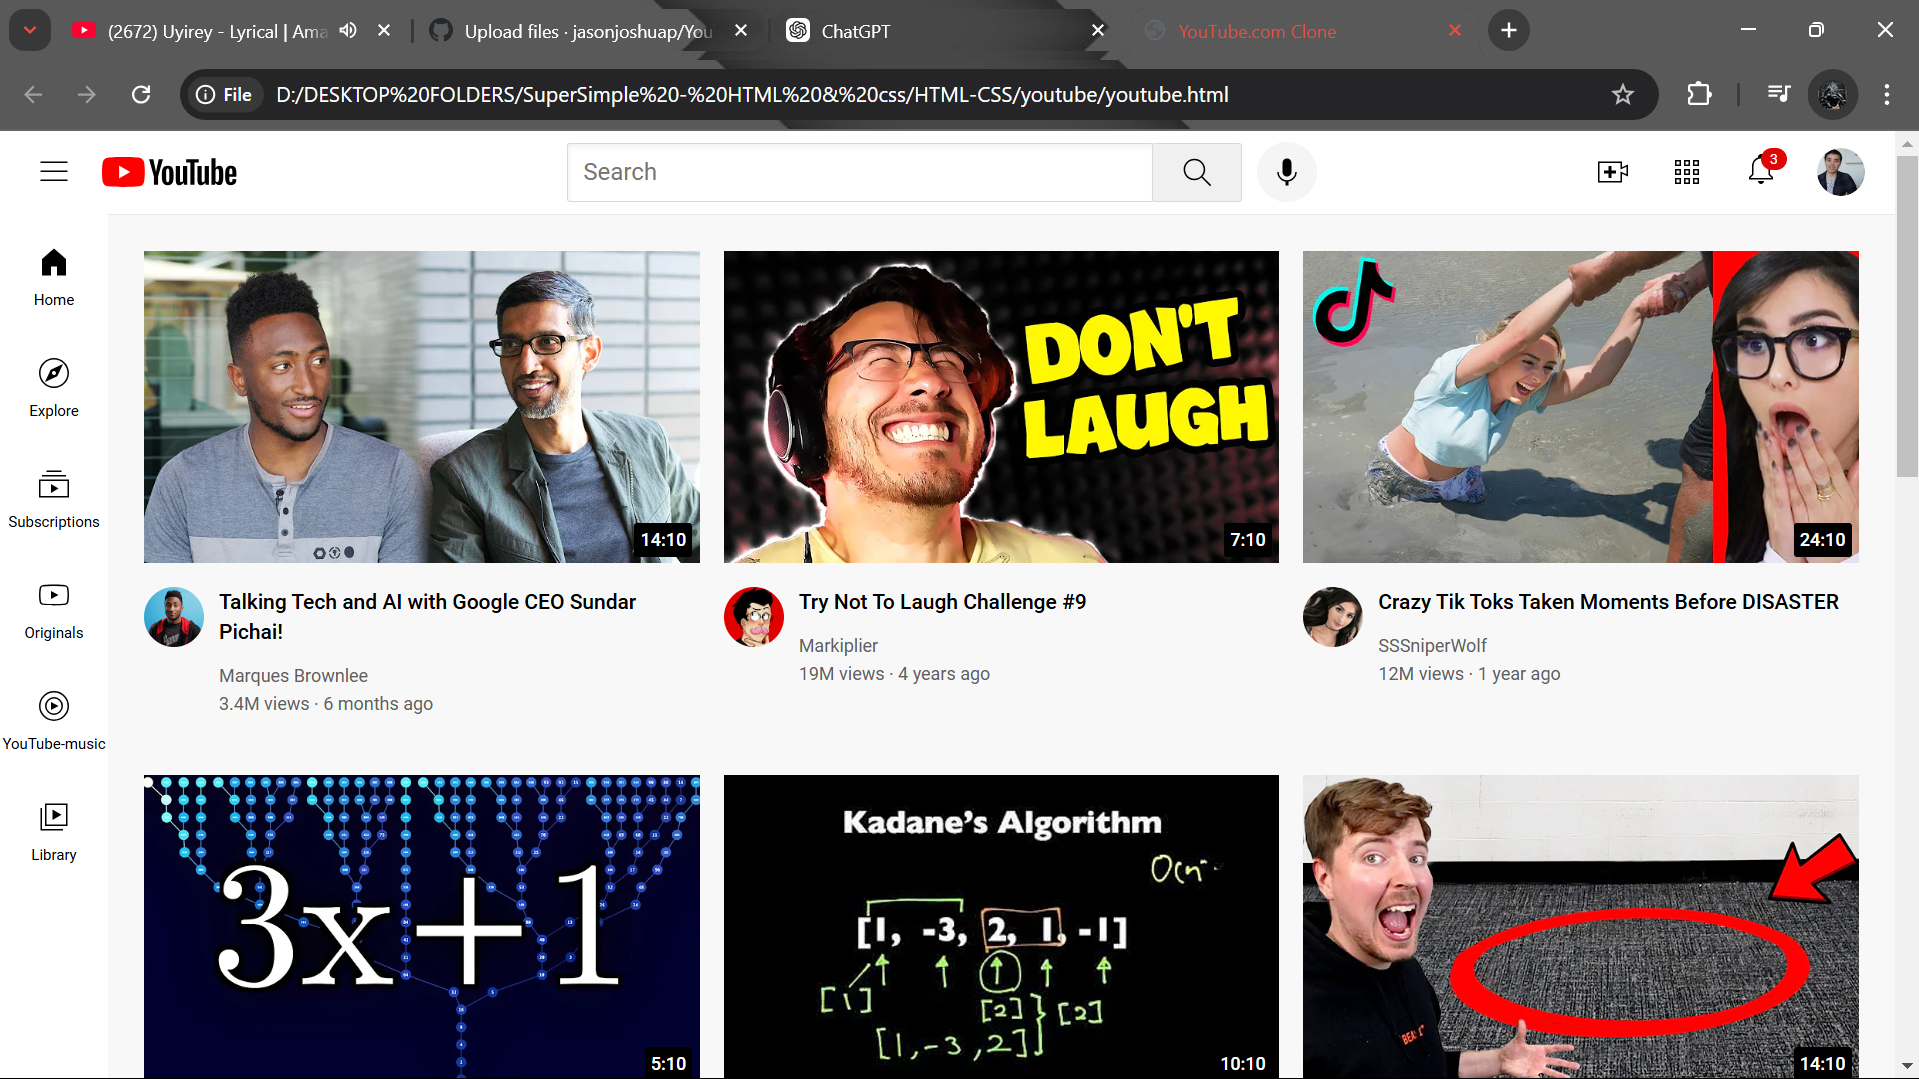 (2672) Uyirey - Lyrical | Ama
Upload files · jasonjoshuap/You
ChatGPT
YouTube.com Clone
File
D:/DESKTOP%20FOLDERS/SuperSimple%20-%20HTML%20&%20css/HTML-CSS/youtube/youtube.html
YouTube
Search
3
Home
Explore
Subscriptions
Originals
YouTube-music
Library
14:10
DON'T
LAUGH
7:10
24:10
Talking Tech and AI with Google CEO Sundar
Pichai!
Marques Brownlee
3.4M views · 6 months ago
Try Not To Laugh Challenge #9
Markiplier
19M views · 4 years ago
Crazy Tik Toks Taken Moments Before DISASTER
SSSniperWolf
12M views · 1 year ago
3x+1
5:10
Kadane's Algorithm
[1, -3, 2, 1, -1]
[1]
[2]
[2]
[1,-3,2]
10:10
14:10